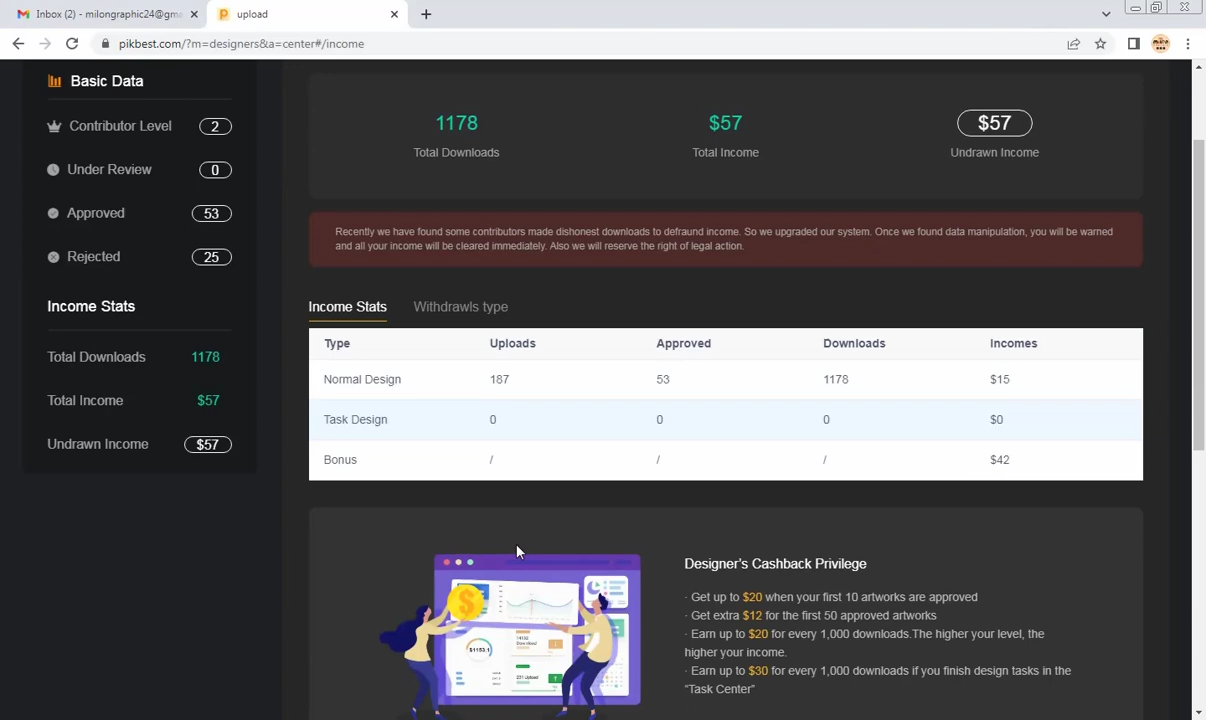 Inbox (2) - milongraphic24@gma
upload
pikbest.com/?m=designers&a=center#/income
Basic Data
Contributor Level 2
Under Review 0
Approved 53
Rejected 25
Income Stats
Total Downloads 1178
Total Income $57
Undrawn Income $57
1178 $57 $57
Total Downloads Total Income Undrawn Income
Recently we have found some contributors made dishonest downloads to defraund income. So we upgraded our system. Once we found data manipulation, you will be warned
and all your income will be cleared immediately. Also we will reserve the right of legal action.
Income Stats Withdrawls type
Type Uploads Approved Downloads Incomes
Normal Design 187 53 1178 $15
Task Design 0 0 0 $0
Bonus / / / $42
Designer's Cashback Privilege
· Get up to $20 when your first 10 artworks are approved
· Get extra $12 for the first 50 approved artworks
· Earn up to $20 for every 1,000 downloads.The higher your level, the
higher your income.
· Earn up to $30 for every 1,000 downloads if you finish design tasks in the
"Task Center"